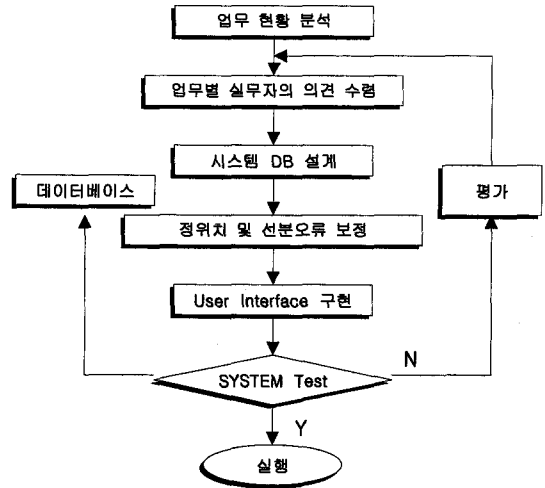 업무 현황 분석
업무별 실무자의 의견 수렴
시스템 DB 설계
데이터베이스
평가
정위치 및 선분오류 보정
User Interface 구현
SYSTEM Test
N
Y
실행